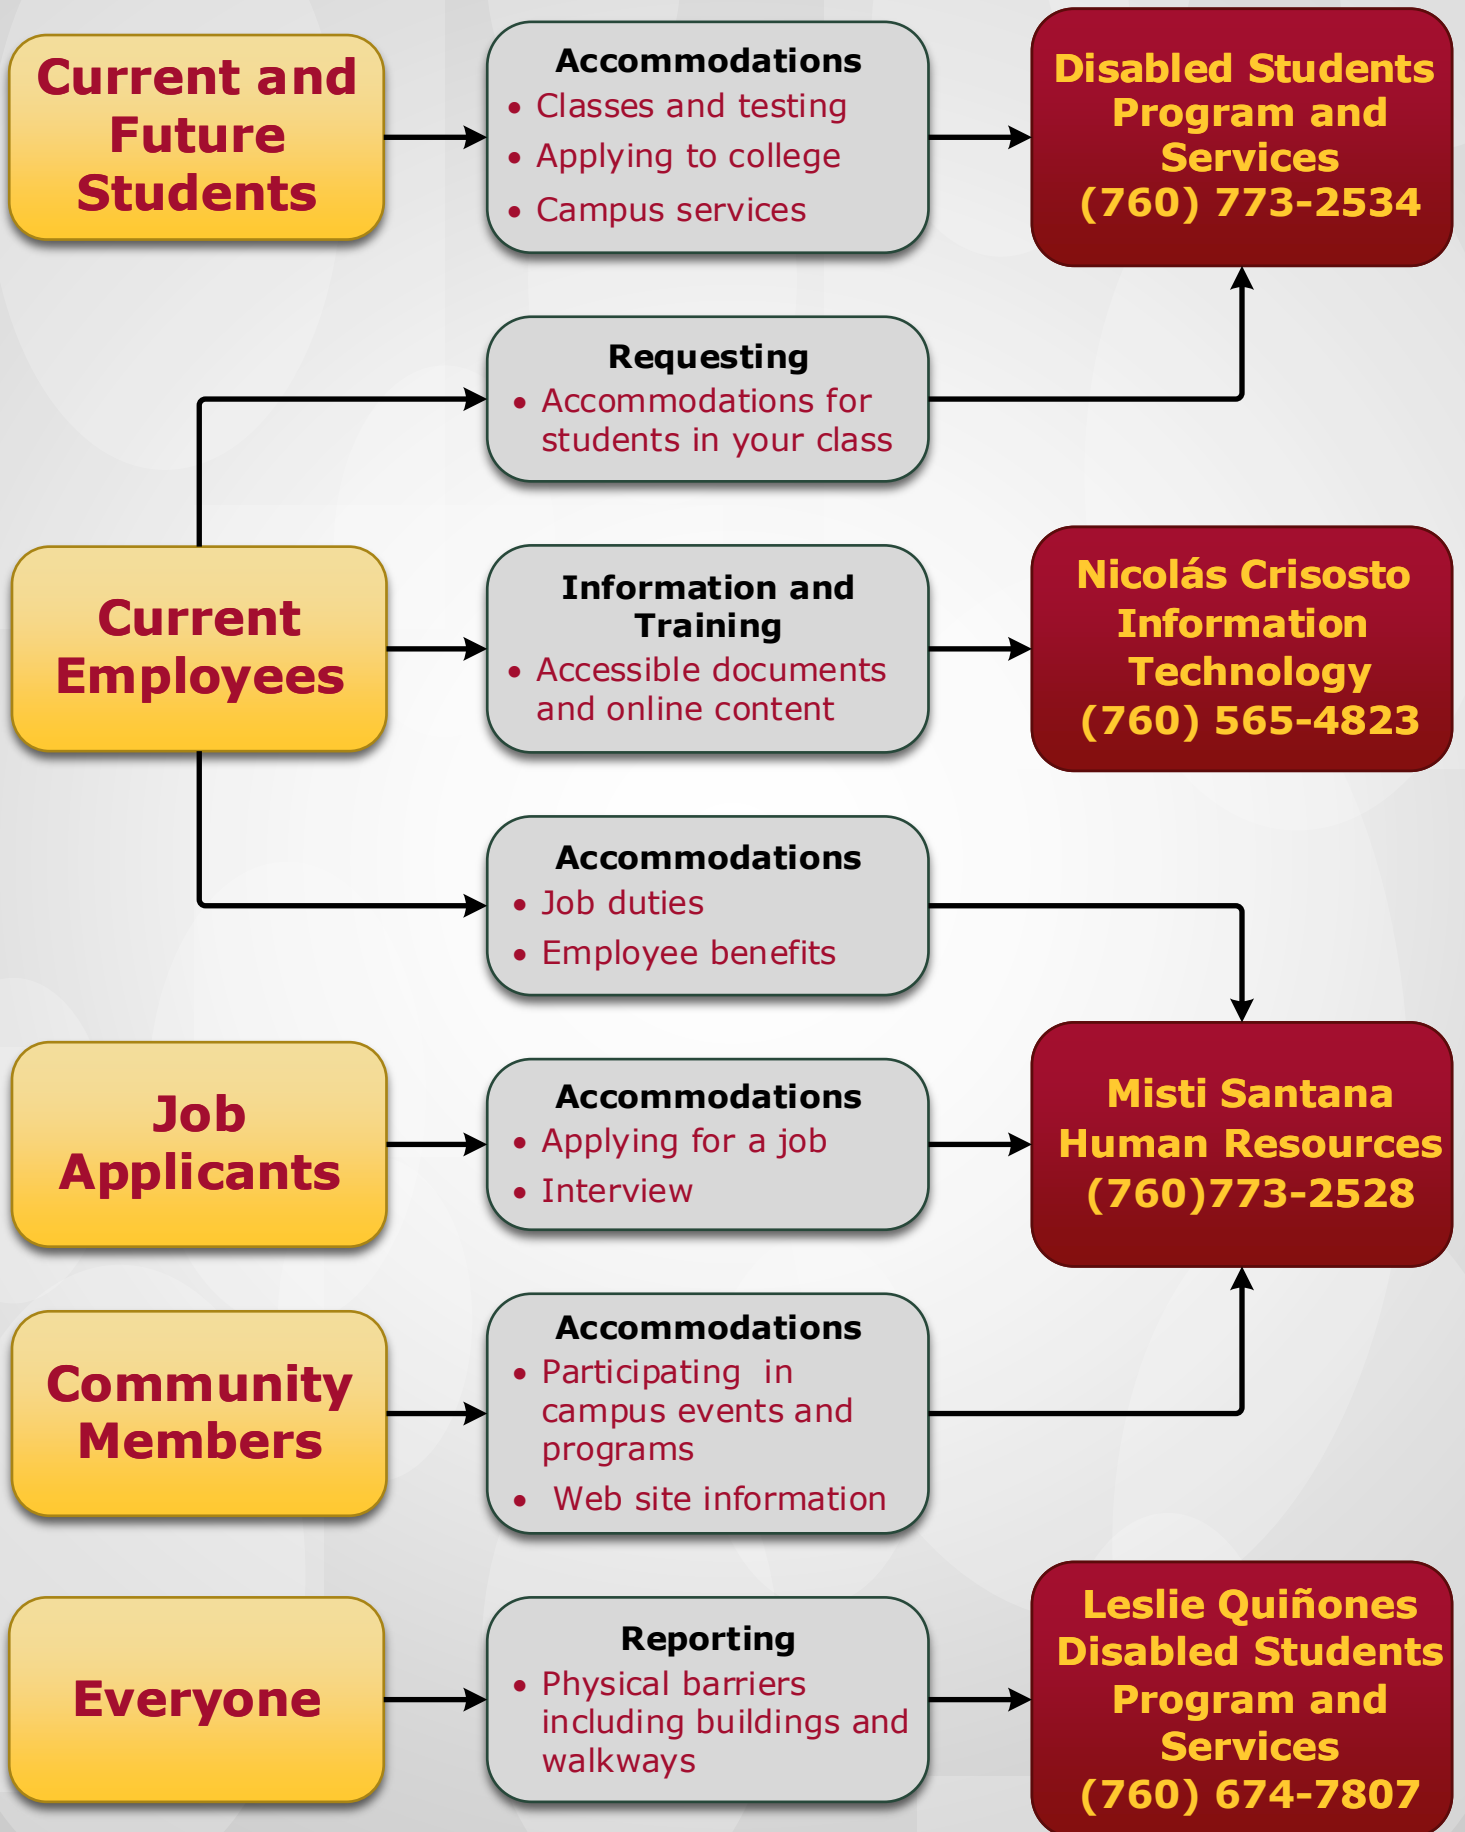 Current and
Future
Students
Accommodations
• Classes and testing
• Applying to college
• Campus services
Disabled Students
Program and
Services
(760) 773-2534
Requesting
• Accommodations for
students in your class
Current
Employees
Information and
Training
• Accessible documents
and online content
Nicolás Crisosto
Information
Technology
(760) 565-4823
Accommodations
• Job duties
• Employee benefits
Job
Applicants
Accommodations
• Applying for a job
• Interview
Misti Santana
Human Resources
(760)773-2528
Community
Members
Accommodations
• Participating  in
campus events and
programs
• Web site information
Everyone
Reporting
• Physical barriers
including buildings and
walkways
Leslie Quiñones
Disabled Students
Program and
Services
(760) 674-7807